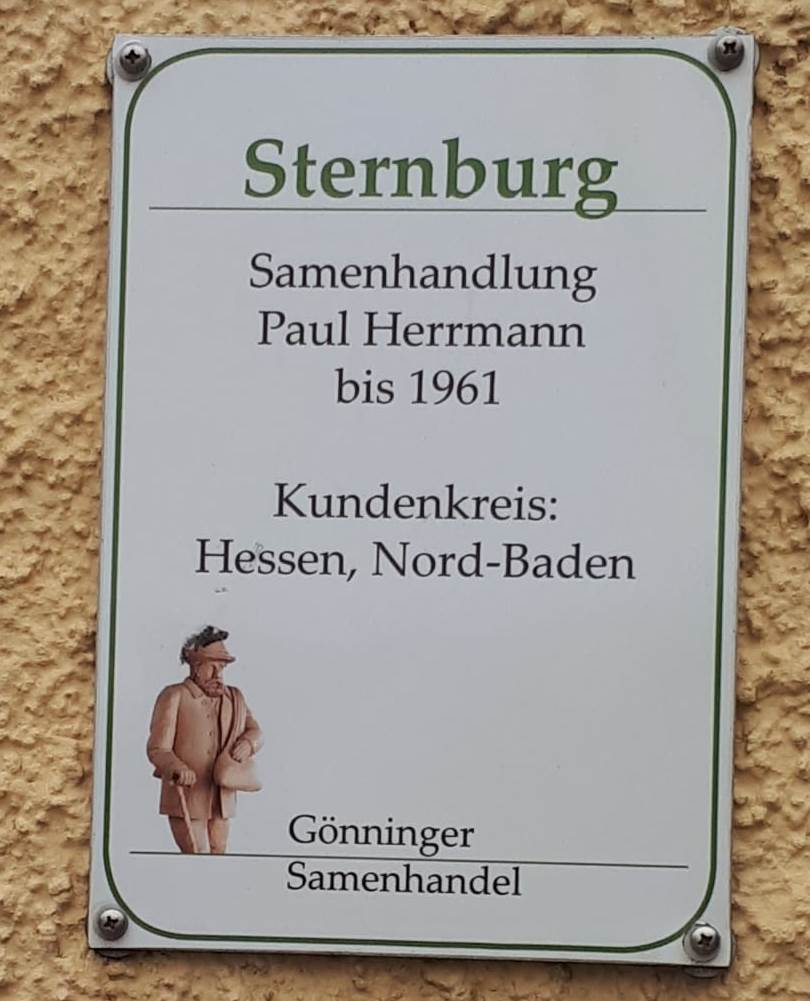 Sternburg
Samenhandlung
Paul Herrmann
bis 1961
Kundenkreis:
Hessen, Nord-Baden
Gönninger
Samenhandel